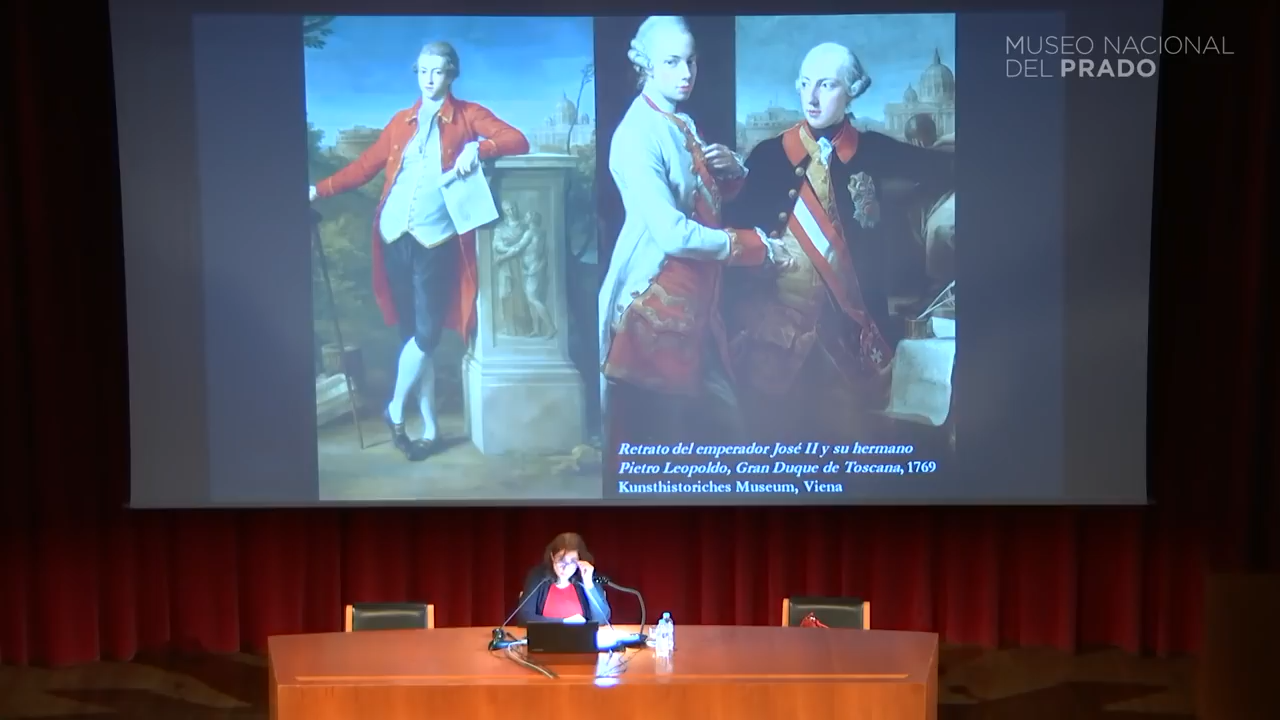 MUSEO NACIONAL
DEL PRADO
Retrato del emperador José II y su hermano
Pietro Leopoldo, Gran Duque de Toscana, 1769
Kunsthistoriches Museum, Viena